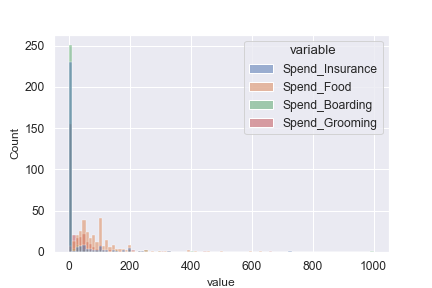 variable
Spend_Insurance
Spend_Food
Spend_Boarding
Spend_Grooming
250
200
150
100
50
0
Count
0 200 400 600 800 1000
value